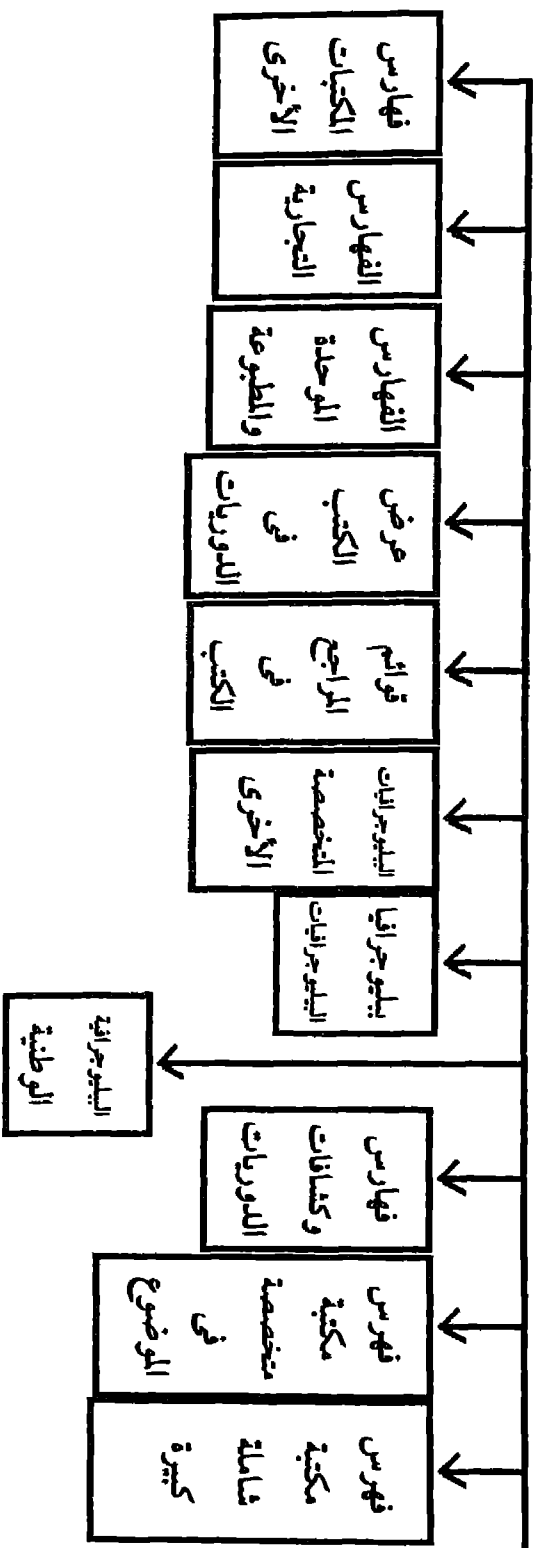 فهرس
مكتبة
شاملة
كبيرة
فهرس
مكتبة
متخصصة
فى
الموضوع
فهارس
وكشافات
الدوريات
الببليوجرافية
الوطنية
ببليوجرافيا
الببليوجرافيات
الببليوجرافيات
المتخصصة
الأخرى
قوائم
المراجع
فى
الكتب
عرض
الكتب
فى
الدوريات
الفهارس
الموحدة
والمطبوعة
الفهارس
التجارية
فهارس
المكتبات
الأخرى